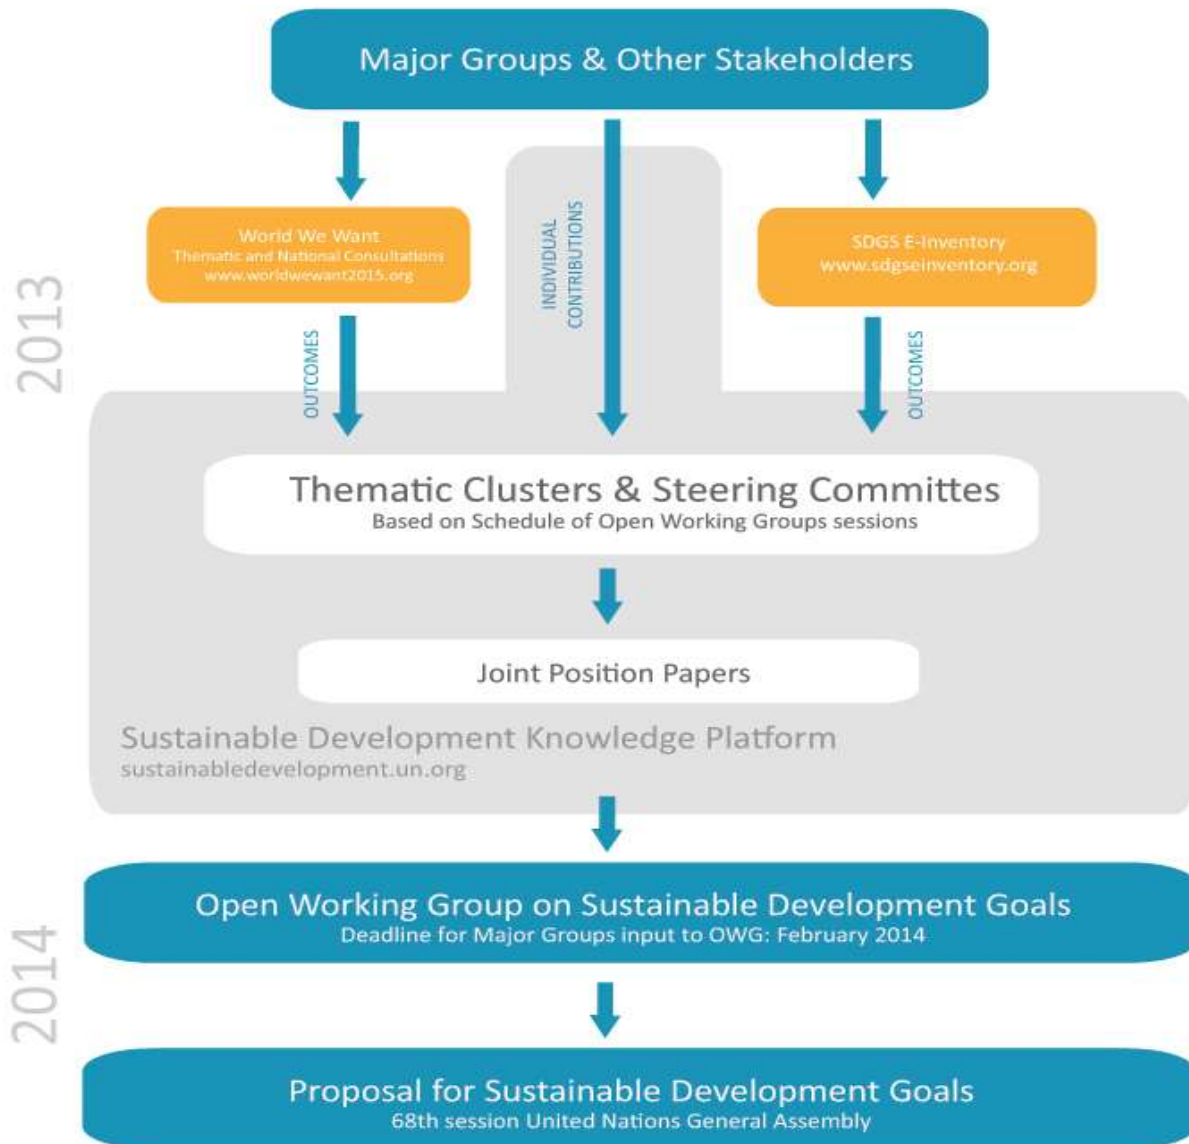 Major Groups & Other Stakeholders
2013
World We Want
Thematic and National Consultations
www.worldwewant2015.org
INDIVIDUAL
CONTRIBUTIONS
SDGS E-Inventory
www.sdgseinventory.org
OUTCOMES
OUTCOMES
Thematic Clusters & Steering Committes
Based on Schedule of Open Working Groups sessions
Joint Position Papers
Sustainable Development Knowledge Platform
sustainabledevelopment.un.org
2014
Open Working Group on Sustainable Development Goals
Deadline for Major Groups input to OWG: February 2014
Proposal for Sustainable Development Goals
68th session United Nations General Assembly